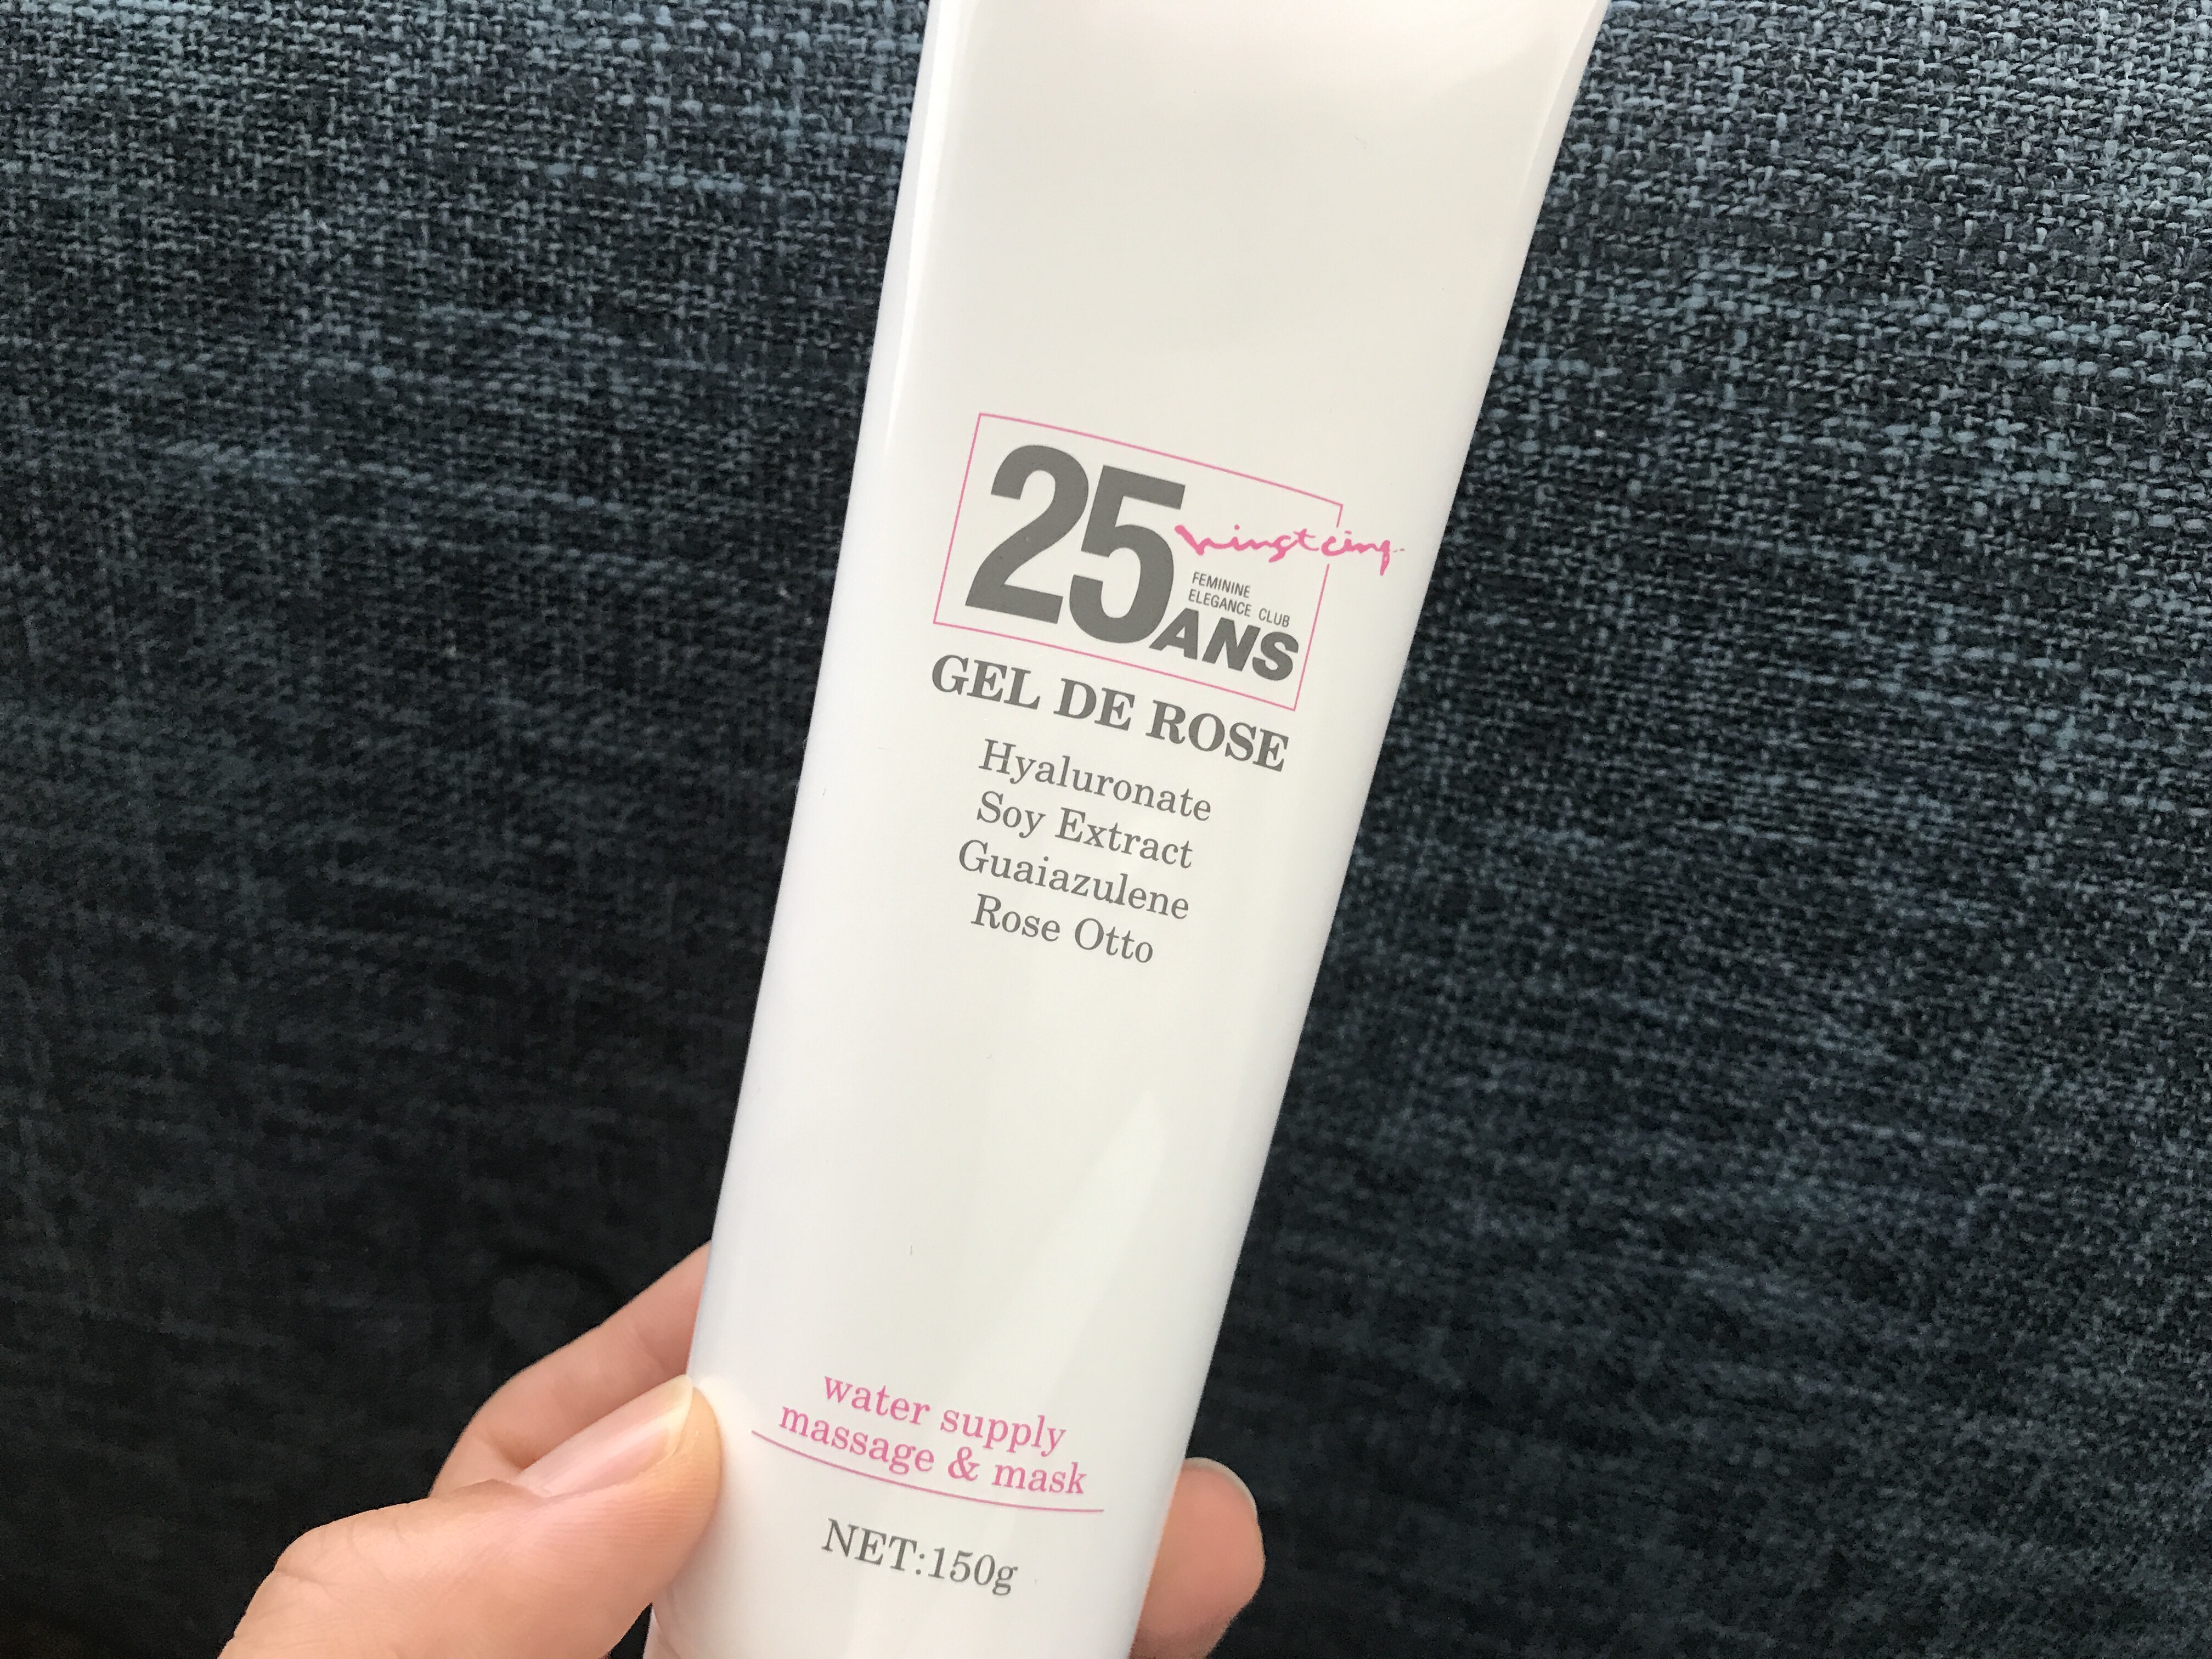 25
vingt cinq
FEMININE
ELEGANCE CLUB
ANS
GEL DE ROSE
Hyaluronate
Soy Extract
Guaiazulene
Rose Otto
water supply
massage & mask
NET:150g